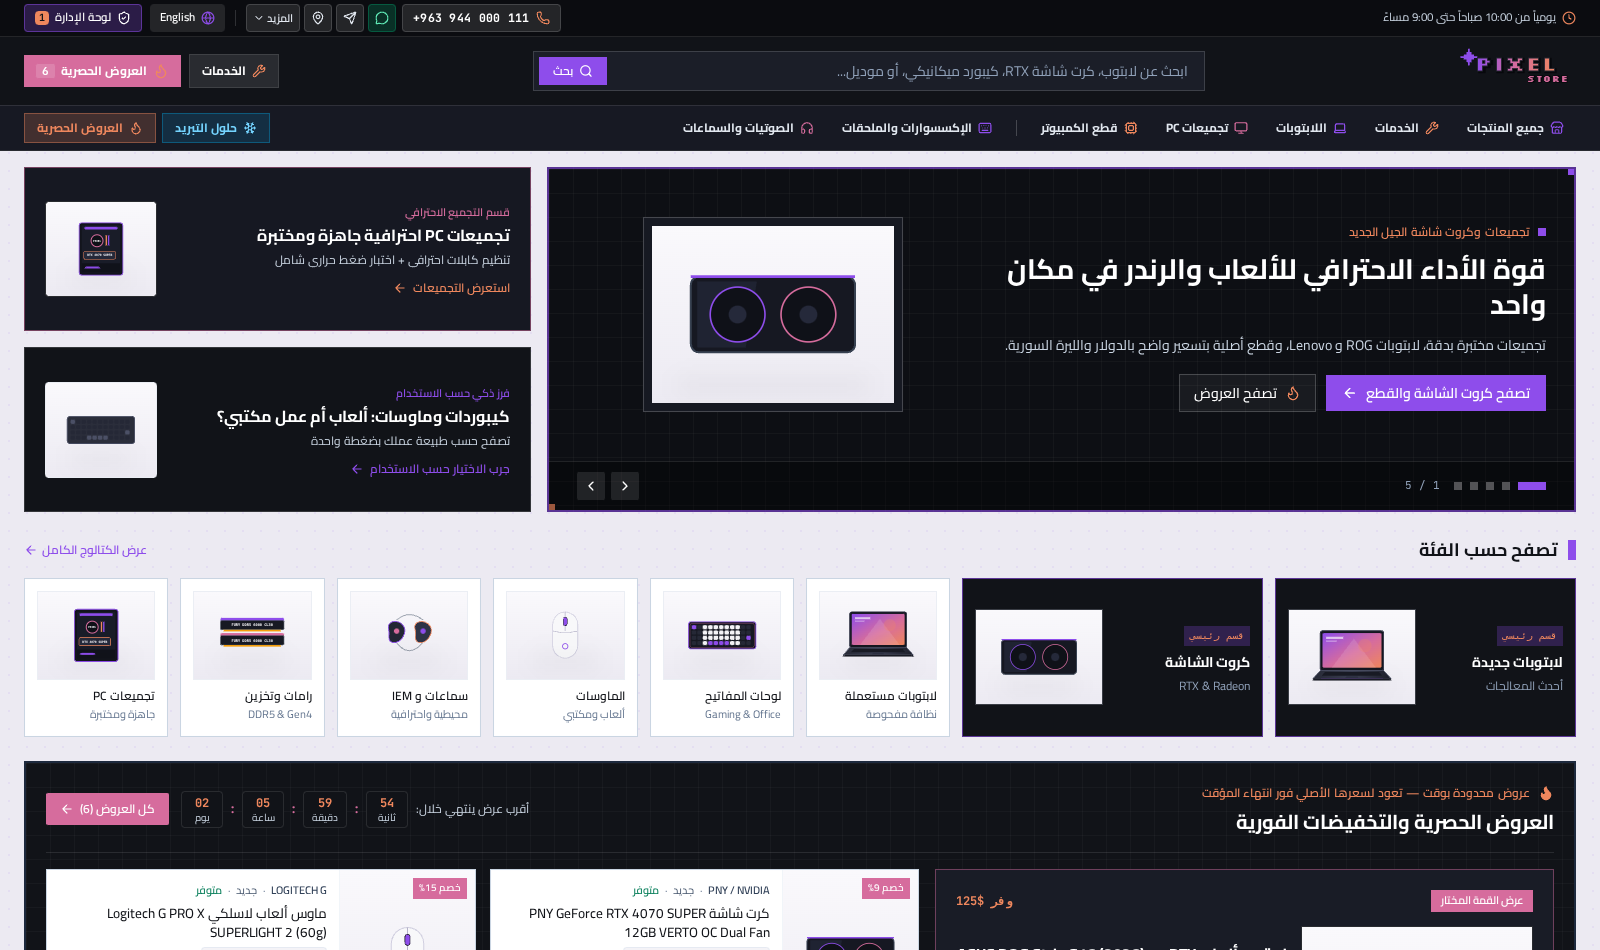 يومياً من 10:00 صباحاً حتى 9:00 مساءً
+963 944 000 111
المزيد
English
لوحة الإدارة 1
PIXEL
STORE
ابحث عن لابتوب، كرت شاشة RTX، كيبورد ميكانيكي، أو موديل...
بحث
الخدمات
العروض الحصرية 6
جميع المنتجات
الخدمات
اللابتوبات
تجميعات PC
قطع الكمبيوتر
الإكسسوارات والملحقات
الصوتيات والسماعات
حلول التبريد
العروض الحصرية
تجميعات وكروت شاشة الجيل الجديد
قوة الأداء الاحترافي للألعاب والرندر في مكان
واحد
تجميعات مختبرة بدقة، لابتوبات ROG و Lenovo، وقطع أصلية بتسعير واضح بالدولار والليرة السورية.
تصفح كروت الشاشة والقطع
تصفح العروض
1 / 5
قسم التجميع الاحترافي
تجميعات PC احترافية جاهزة ومختبرة
تنظيم كابلات احترافي + اختبار ضغط حراري شامل
استعرض التجميعات
فرز ذكي حسب الاستخدام
كيبوردات وماوسات: ألعاب أم عمل مكتبي؟
تصفح حسب طبيعة عملك بضغطة واحدة
جرب الاختيار حسب الاستخدام
تصفح حسب الفئة
عرض الكتالوج الكامل
قسم رئيسي
لابتوبات جديدة
أحدث المعالجات
قسم رئيسي
كروت الشاشة
RTX & Radeon
لابتوبات مستعملة
نظافة مفحوصة
لوحات المفاتيح
Gaming & Office
الماوسات
ألعاب ومكتبي
سماعات و IEM
محيطية واحترافية
رامات وتخزين
DDR5 & Gen4
تجميعات PC
جاهزة ومختبرة
عروض محدودة بوقت — تعود لسعرها الأصلي فور انتهاء المؤقت
العروض الحصرية والتخفيضات الفورية
أقرب عرض ينتهي خلال:
54 ثانية : 59 دقيقة : 05 ساعة : 02 يوم
كل العروض (6)
عرض القمة المختار
وفر 125$
خصم 9%
PNY / NVIDIA · جديد · متوفر
كرت شاشة PNY GeForce RTX 4070 SUPER
12GB VERTO OC Dual Fan
خصم 15%
LOGITECH G · جديد · متوفر
ماوس ألعاب لاسلكي Logitech G PRO X
SUPERLIGHT 2 (60g)